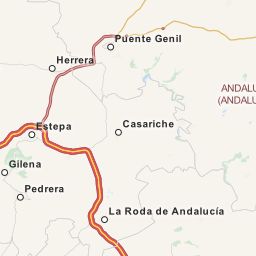 Puente Genil
Herrera
ANDALU
(ANDALU
Casariche
Estepa
Gilena
Pedrera
La Roda de Andalucía